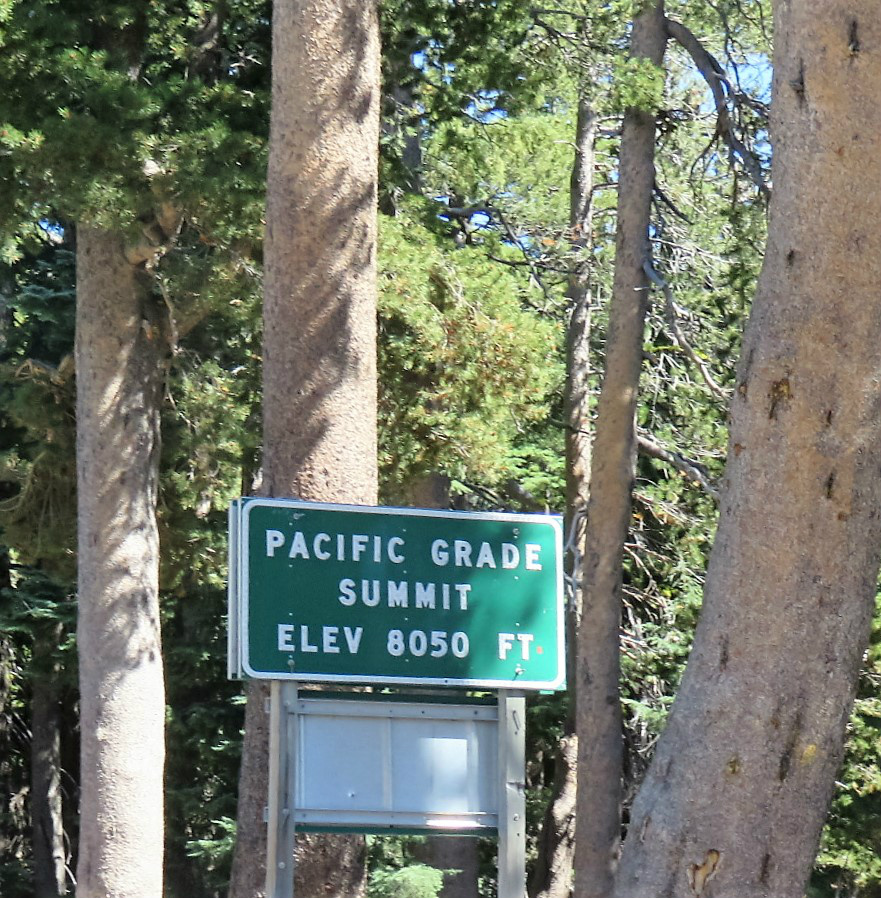 PACIFIC GRADE
SUMMIT
ELEV 8050 FT.